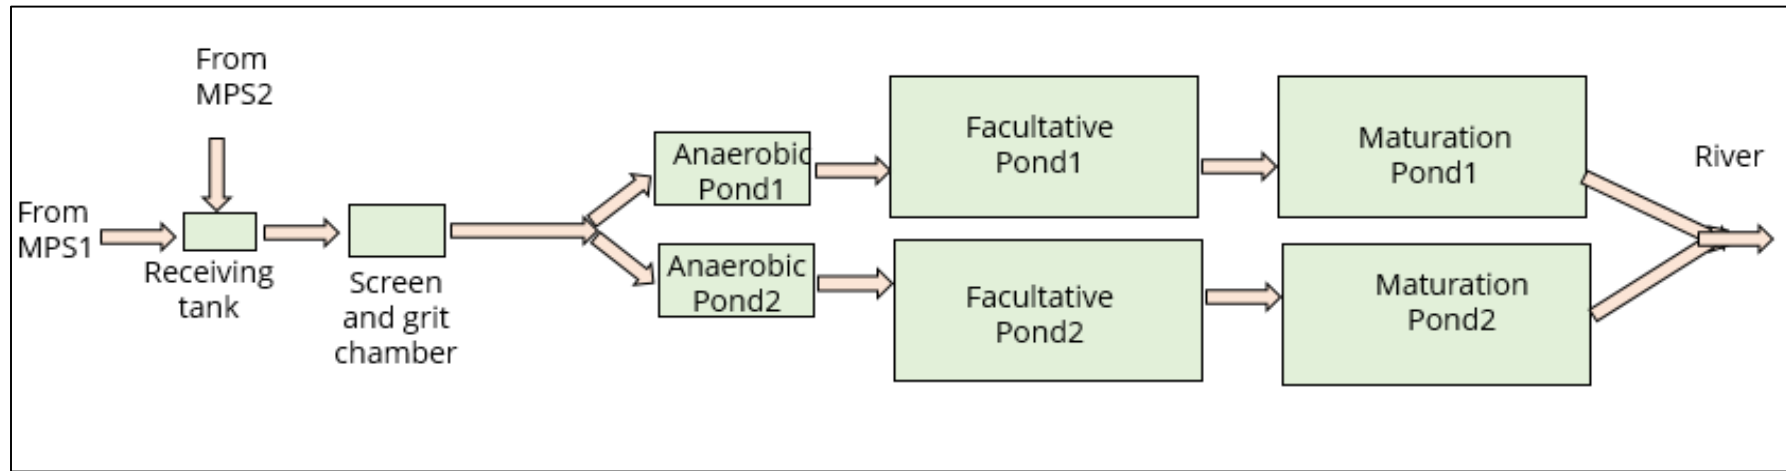 From
MPS2
From
MPS1
Receiving
tank
Screen
and grit
chamber
Anaerobic
Pond1
Anaerobic
Pond2
Facultative
Pond1
Facultative
Pond2
Maturation
Pond1
Maturation
Pond2
River